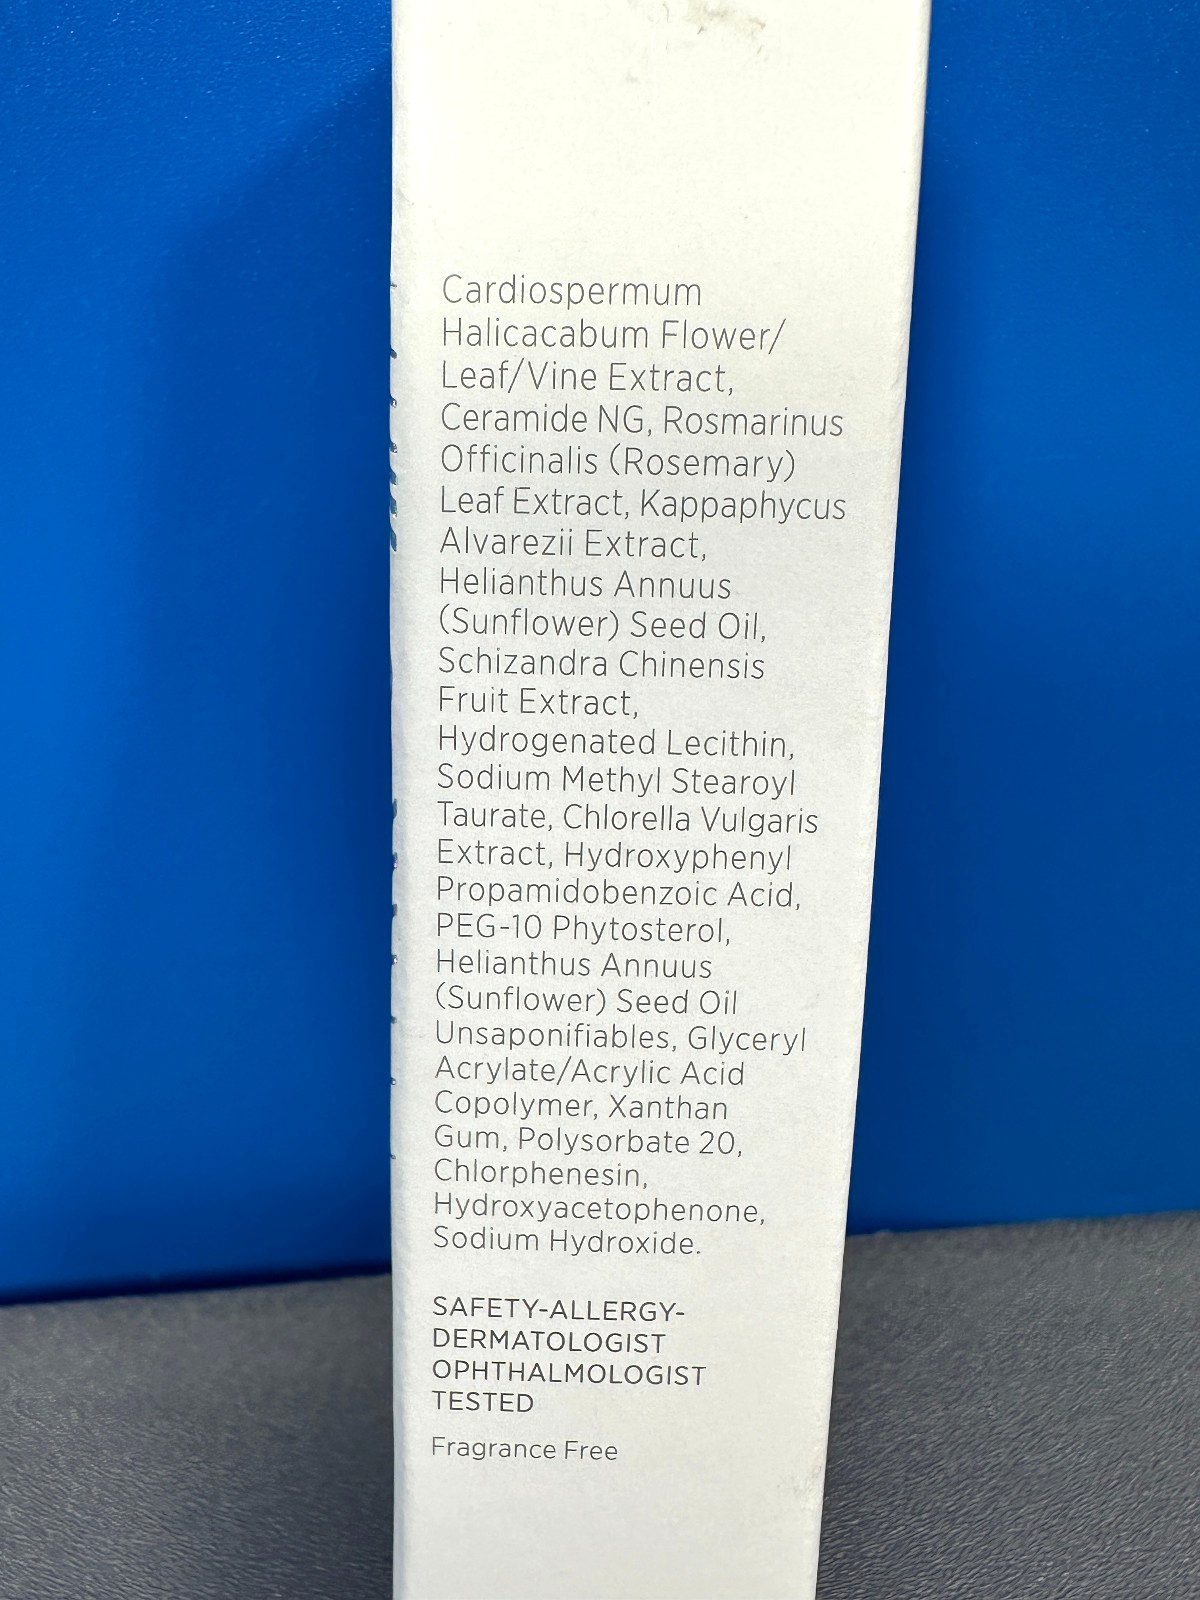 Cardiospermum
Halicacabum Flower/
Leaf/Vine Extract,
Ceramide NG, Rosmarinus
Officinalis (Rosemary)
Leaf Extract, Kappaphycus
Alvarezii Extract,
Helianthus Annuus
(Sunflower) Seed Oil,
Schizandra Chinensis
Fruit Extract,
Hydrogenated Lecithin,
Sodium Methyl Stearoyl
Taurate, Chlorella Vulgaris
Extract, Hydroxyphenyl
Propamidobenzoic Acid,
PEG-10 Phytosterol,
Helianthus Annuus
(Sunflower) Seed Oil
Unsaponifiables, Glyceryl
Acrylate/Acrylic Acid
Copolymer, Xanthan
Gum, Polysorbate 20,
Chlorphenesin,
Hydroxyacetophenone,
Sodium Hydroxide.
SAFETY-ALLERGY-
DERMATOLOGIST
OPHTHALMOLOGIST
TESTED
Fragrance Free